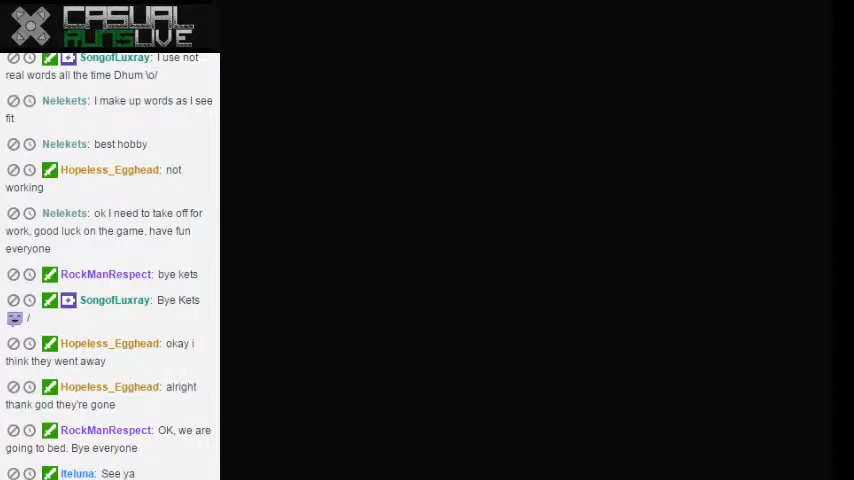 CASUAL
RUNSLIVE
SongofLuxray: I use not
real words all the time Dhum \o/
Nelekets: I make up words as I see
fit
Nelekets: best hobby
Hopeless_Egghead: not
working
Nelekets: ok I need to take off for
work, good luck on the game, have fun
everyone
RockManRespect: bye kets
SongofLuxray: Bye Kets
/
Hopeless_Egghead: okay i
think they went away
Hopeless_Egghead: alright
thank god they're gone
RockManRespect: OK, we are
going to bed. Bye everyone
Iteluna: See ya